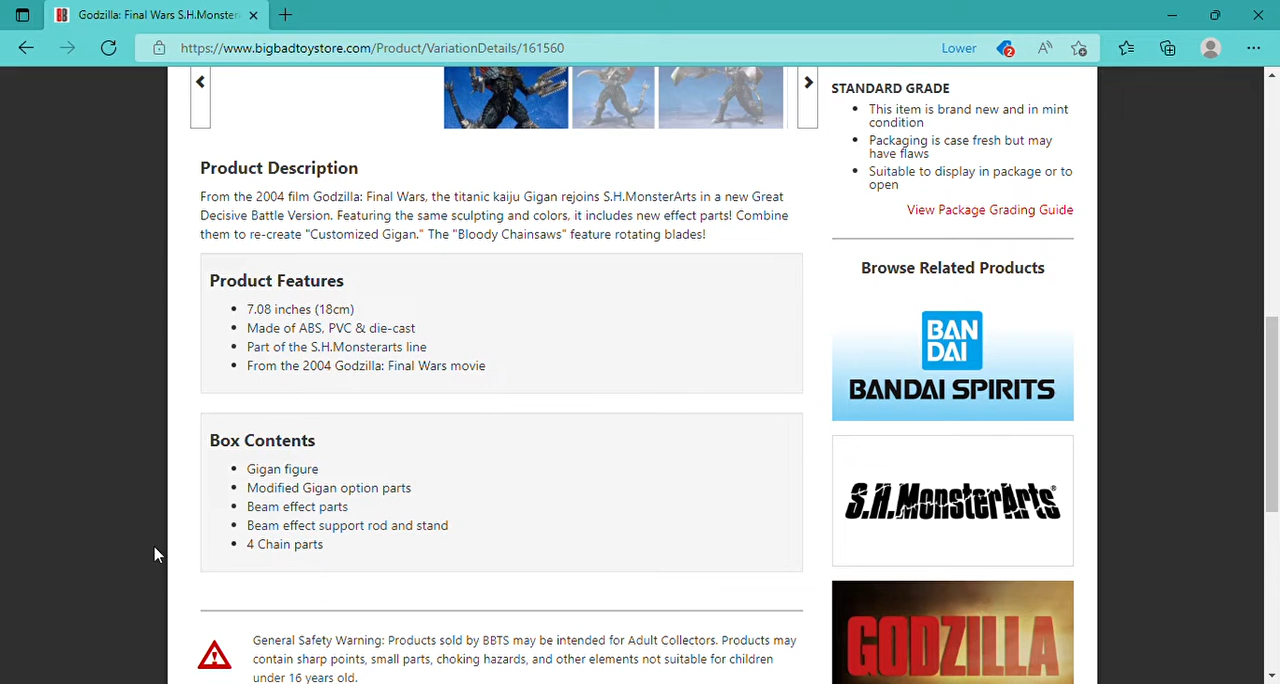 Godzilla: Final Wars S.H.Monster
https://www.bigbadtoystore.com/Product/VariationDetails/161560
Lower
2
Product Description
From the 2004 film Godzilla: Final Wars, the titanic kaiju Gigan rejoins S.H.MonsterArts in a new Great
Decisive Battle Version. Featuring the same sculpting and colors, it includes new effect parts! Combine
them to re-create "Customized Gigan." The "Bloody Chainsaws" feature rotating blades!
Product Features
• 7.08 inches (18cm)
• Made of ABS, PVC & die-cast
• Part of the S.H.Monsterarts line
• From the 2004 Godzilla: Final Wars movie
Box Contents
• Gigan figure
• Modified Gigan option parts
• Beam effect parts
• Beam effect support rod and stand
• 4 Chain parts
General Safety Warning: Products sold by BBTS may be intended for Adult Collectors. Products may
contain sharp points, small parts, choking hazards, and other elements not suitable for children
under 16 years old.
STANDARD GRADE
• This item is brand new and in mint
condition
• Packaging is case fresh but may
have flaws
• Suitable to display in package or to
open
View Package Grading Guide
Browse Related Products
BAN
DAI
BANDAI SPIRITS
S.H.MonsterArts®
GODZILLA